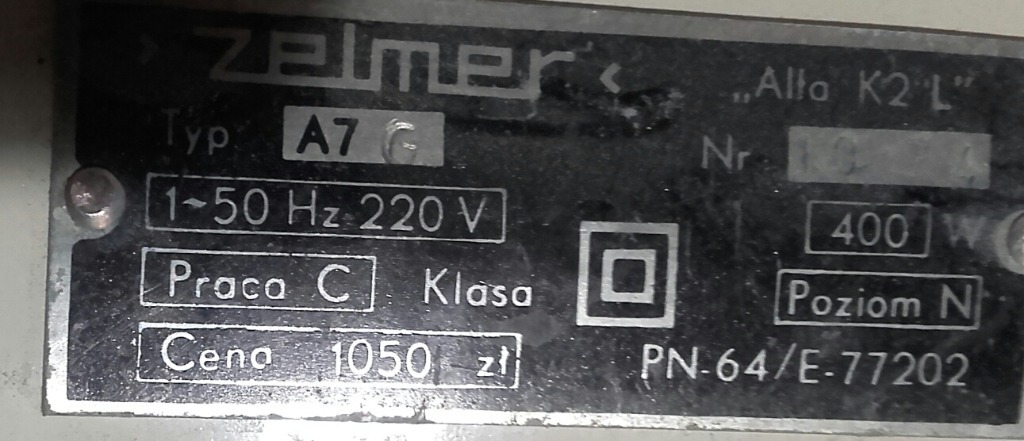 zelmer
„Alfa K2 L"
Typ A7 G
Nr
1~50 Hz 220 V
400 W
Praca C
Klasa
Poziom N
Cena 1050 zł
PN-64/E-77202